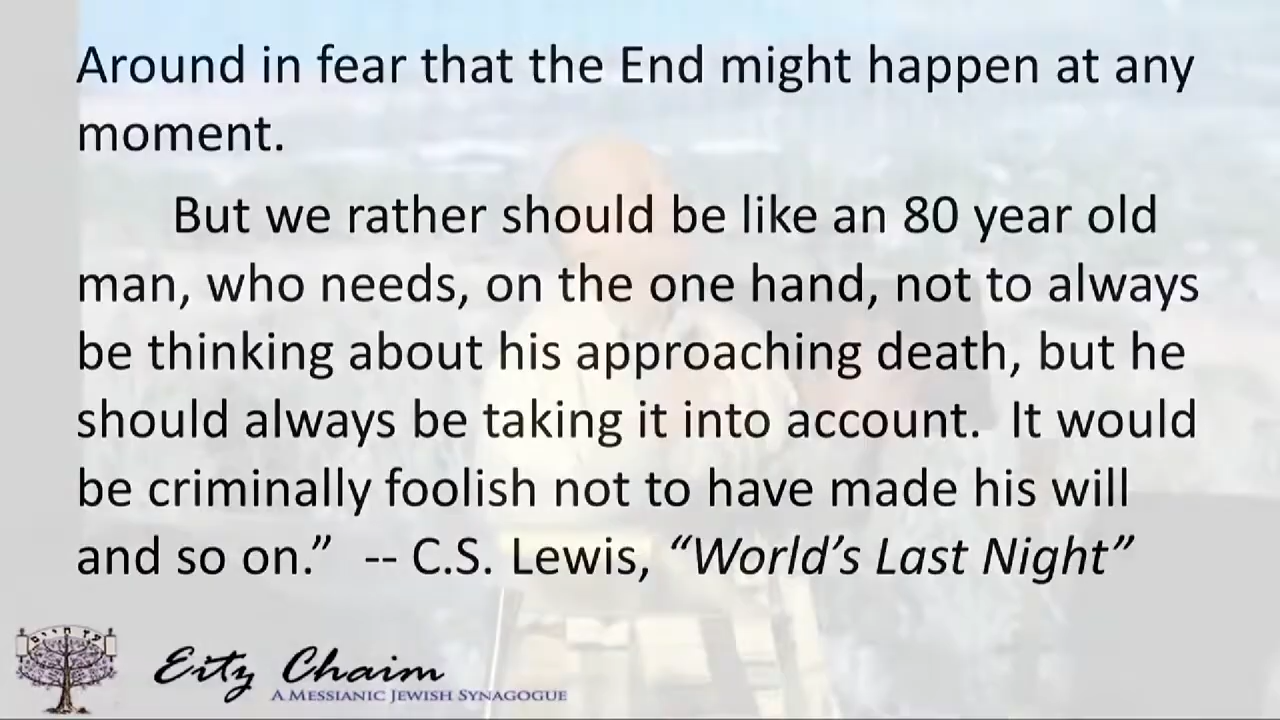 Around in fear that the End might happen at any
moment.
But we rather should be like an 80 year old
man, who needs, on the one hand, not to always
be thinking about his approaching death, but he
should always be taking it into account.  It would
be criminally foolish not to have made his will
and so on.”  -- C.S. Lewis, “World’s Last Night”
Eitz Chaim
A MESSIANIC JEWISH SYNAGOGUE